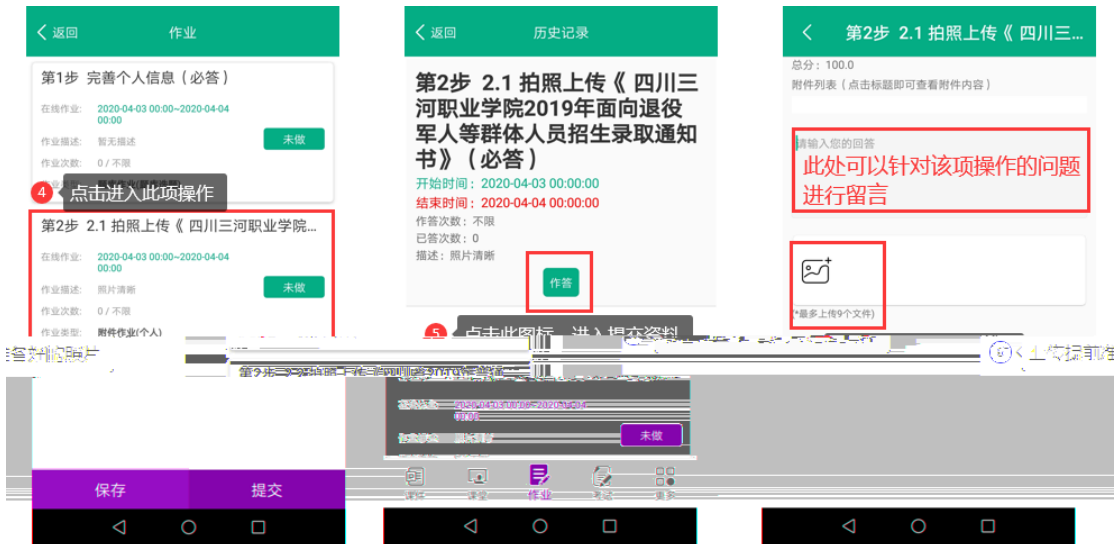 返回
作业
第1步 完善个人信息（必答）
在线作业: 2020-04-03 00:00~2020-04-04
00:00
作业描述: 暂无描述
未做
作业次数: 0 / 不限
4 点击进入此项操作
第2步 2.1 拍照上传《 四川三河职业学院...
在线作业: 2020-04-03 00:00~2020-04-04
00:00
作业描述: 照片清晰
未做
作业次数: 0 / 不限
作业类型: 附件作业(个人)
保存
提交
返回
历史记录
第2步 2.1 拍照上传《 四川三
河职业学院2019年面向退役
军人等群体人员招生录取通知
书》（必答）
开始时间：2020-04-03 00:00:00
结束时间：2020-04-04 00:00:00
作答次数：不限
已答次数：0
描述：照片清晰
作答
5 点击此图标，进入提交资料
未做
作业
第2步 2.1 拍照上传《 四川三...
总分：100.0
附件列表（点击标题即可查看附件内容）
请输入您的回答
此处可以针对该项操作的问题
进行留言
(*最多上传9个文件)